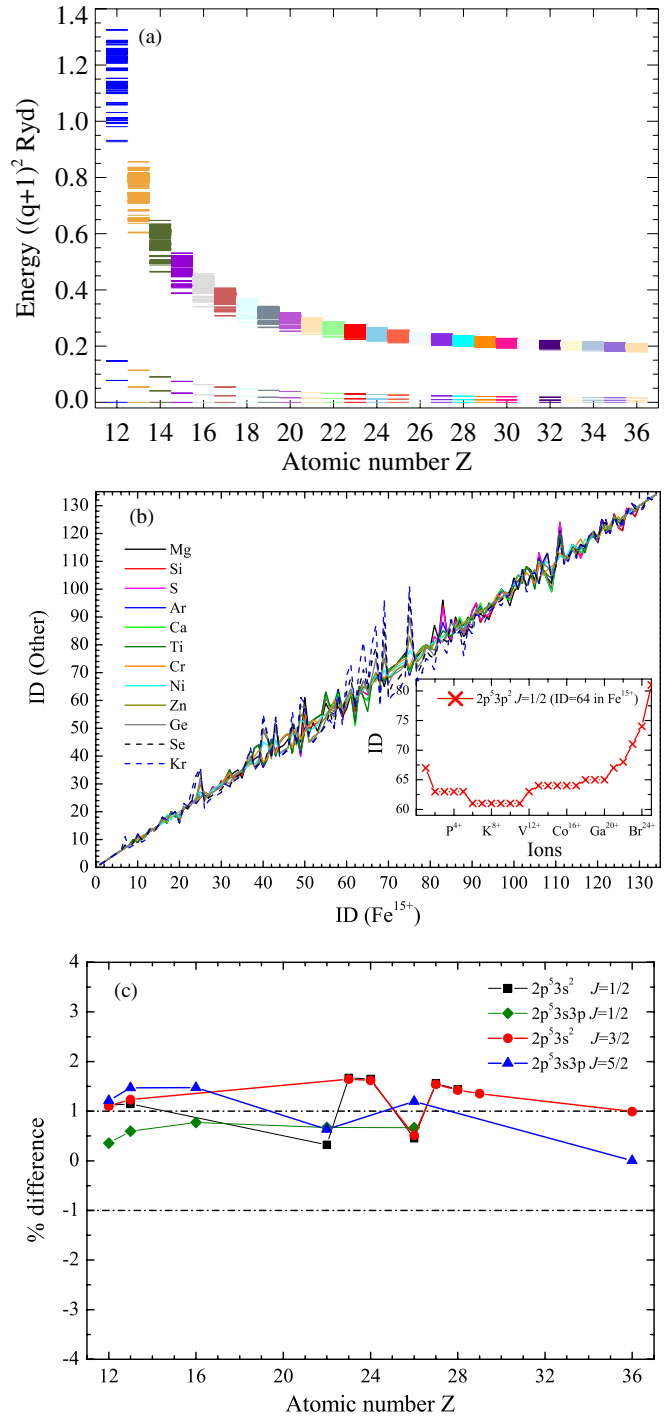 (a)
1.4
1.2
1.0
0.8
0.6
0.4
0.2
0.0
Energy ((q+1)² Ryd)
12 14 16 18 20 22 24 26 28 30 32 34 36
Atomic number Z
(b)
130
120
110
100
90
80
70
60
50
40
30
20
10
0
ID (Other)
Mg
Si
S
Ar
Ca
Ti
Cr
Ni
Zn
Ge
Se
Kr
2p⁵3p² J=1/2 (ID=64 in Fe¹⁵⁺)
80
75
70
65
60
ID
P⁴⁺ K⁸⁺ V¹²⁺ Co¹⁶⁺ Ga²⁰⁺ Br²⁴⁺
Ions
0 10 20 30 40 50 60 70 80 90 100 110 120 130
ID (Fe¹⁵⁺)
(c)
2p⁵3s² J=1/2
2p⁵3s3p J=1/2
2p⁵3s² J=3/2
2p⁵3s3p J=5/2
4
3
2
1
0
-1
-2
-3
-4
% difference
12 14 16 18 20 22 24 26 28 30 32 34 36
Atomic number Z